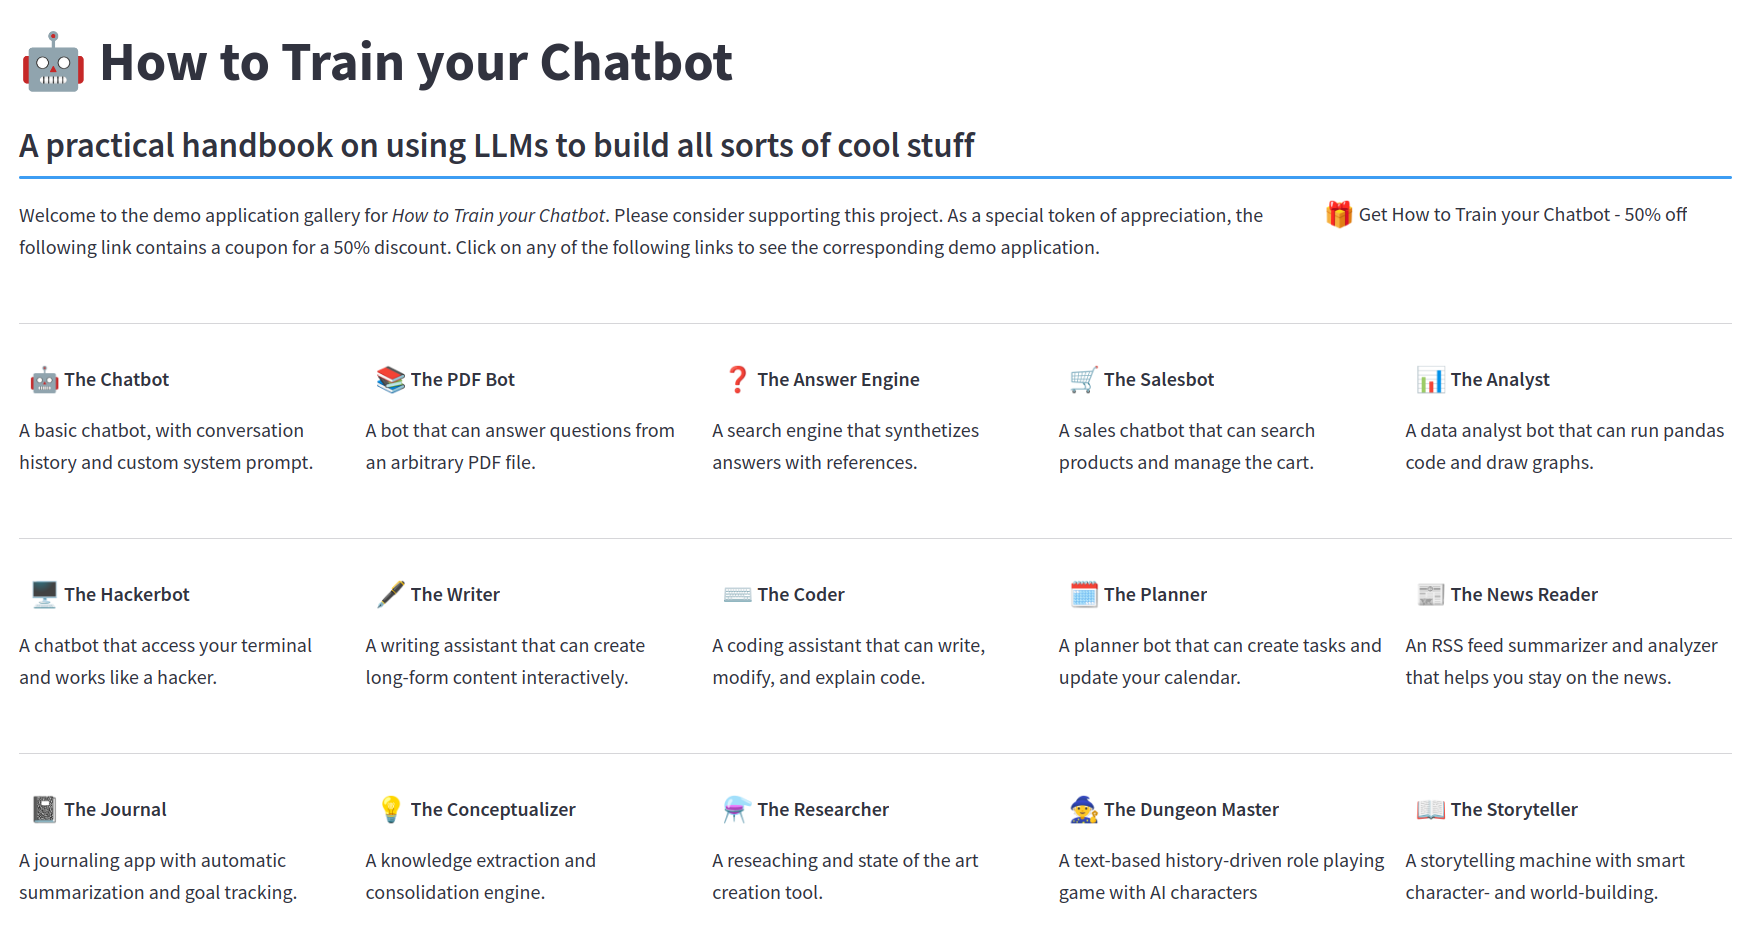 How to Train your Chatbot
A practical handbook on using LLMs to build all sorts of cool stuff
Welcome to the demo application gallery for How to Train your Chatbot. Please consider supporting this project. As a special token of appreciation, the
following link contains a coupon for a 50% discount. Click on any of the following links to see the corresponding demo application.
Get How to Train your Chatbot - 50% off
The Chatbot
A basic chatbot, with conversation
history and custom system prompt.
The PDF Bot
A bot that can answer questions from
an arbitrary PDF file.
The Answer Engine
A search engine that synthetizes
answers with references.
The Salesbot
A sales chatbot that can search
products and manage the cart.
The Analyst
A data analyst bot that can run pandas
code and draw graphs.
The Hackerbot
A chatbot that access your terminal
and works like a hacker.
The Writer
A writing assistant that can create
long-form content interactively.
The Coder
A coding assistant that can write,
modify, and explain code.
The Planner
A planner bot that can create tasks and
update your calendar.
The News Reader
An RSS feed summarizer and analyzer
that helps you stay on the news.
The Journal
A journaling app with automatic
summarization and goal tracking.
The Conceptualizer
A knowledge extraction and
consolidation engine.
The Researcher
A reseaching and state of the art
creation tool.
The Dungeon Master
A text-based history-driven role playing
game with AI characters
The Storyteller
A storytelling machine with smart
character- and world-building.